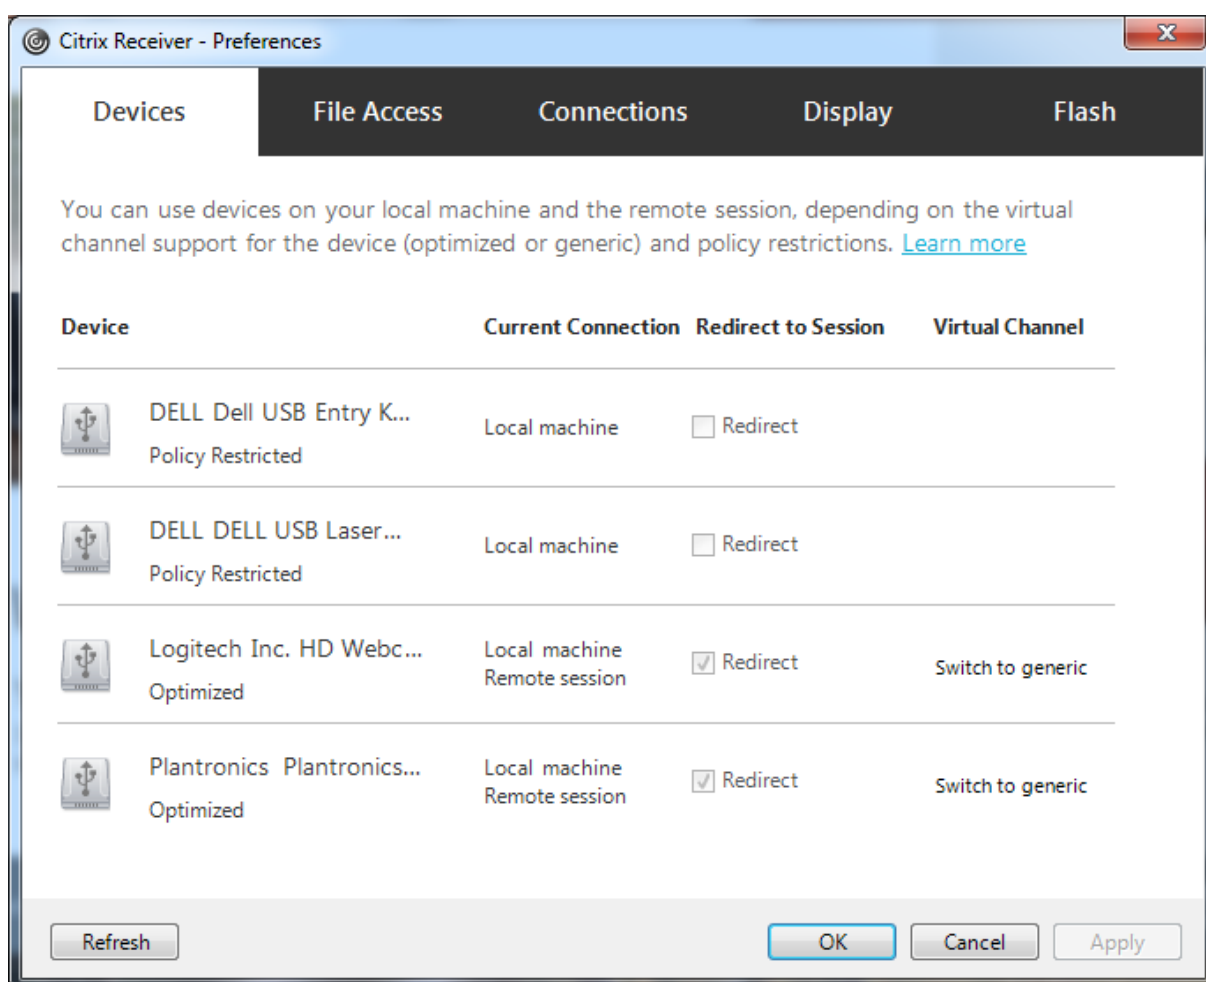 Citrix Receiver - Preferences
Devices File Access Connections Display Flash
You can use devices on your local machine and the remote session, depending on the virtual
channel support for the device (optimized or generic) and policy restrictions. Learn more
Device Current Connection Redirect to Session Virtual Channel
DELL Dell USB Entry K...
Policy Restricted
Local machine
Redirect
DELL DELL USB Laser...
Policy Restricted
Local machine
Redirect
Logitech Inc. HD Webc...
Optimized
Local machine
Remote session
Redirect
Switch to generic
Plantronics Plantronics...
Optimized
Local machine
Remote session
Redirect
Switch to generic
Refresh OK Cancel Apply